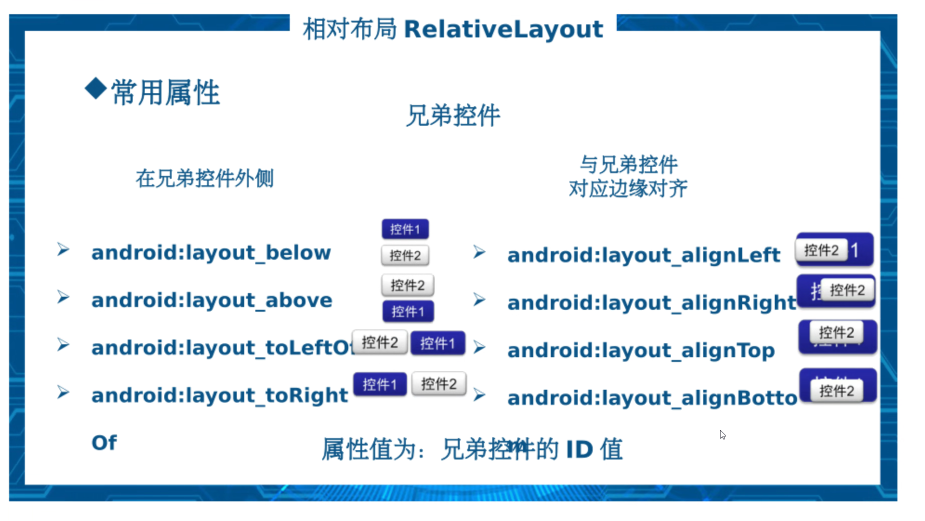 相对布局 RelativeLayout
常用属性
兄弟控件
在兄弟控件外侧
与兄弟控件
对应边缘对齐
android:layout_below
控件1
控件2
android:layout_above
控件2
控件1
android:layout_toLeftOf
控件2
控件1
android:layout_toRight
Of
控件1
控件2
android:layout_alignLeft
控件2
1
android:layout_alignRight
控件2
android:layout_alignTop
控件2
android:layout_alignBotto
m
控件2
属性值为：兄弟控件的 ID 值